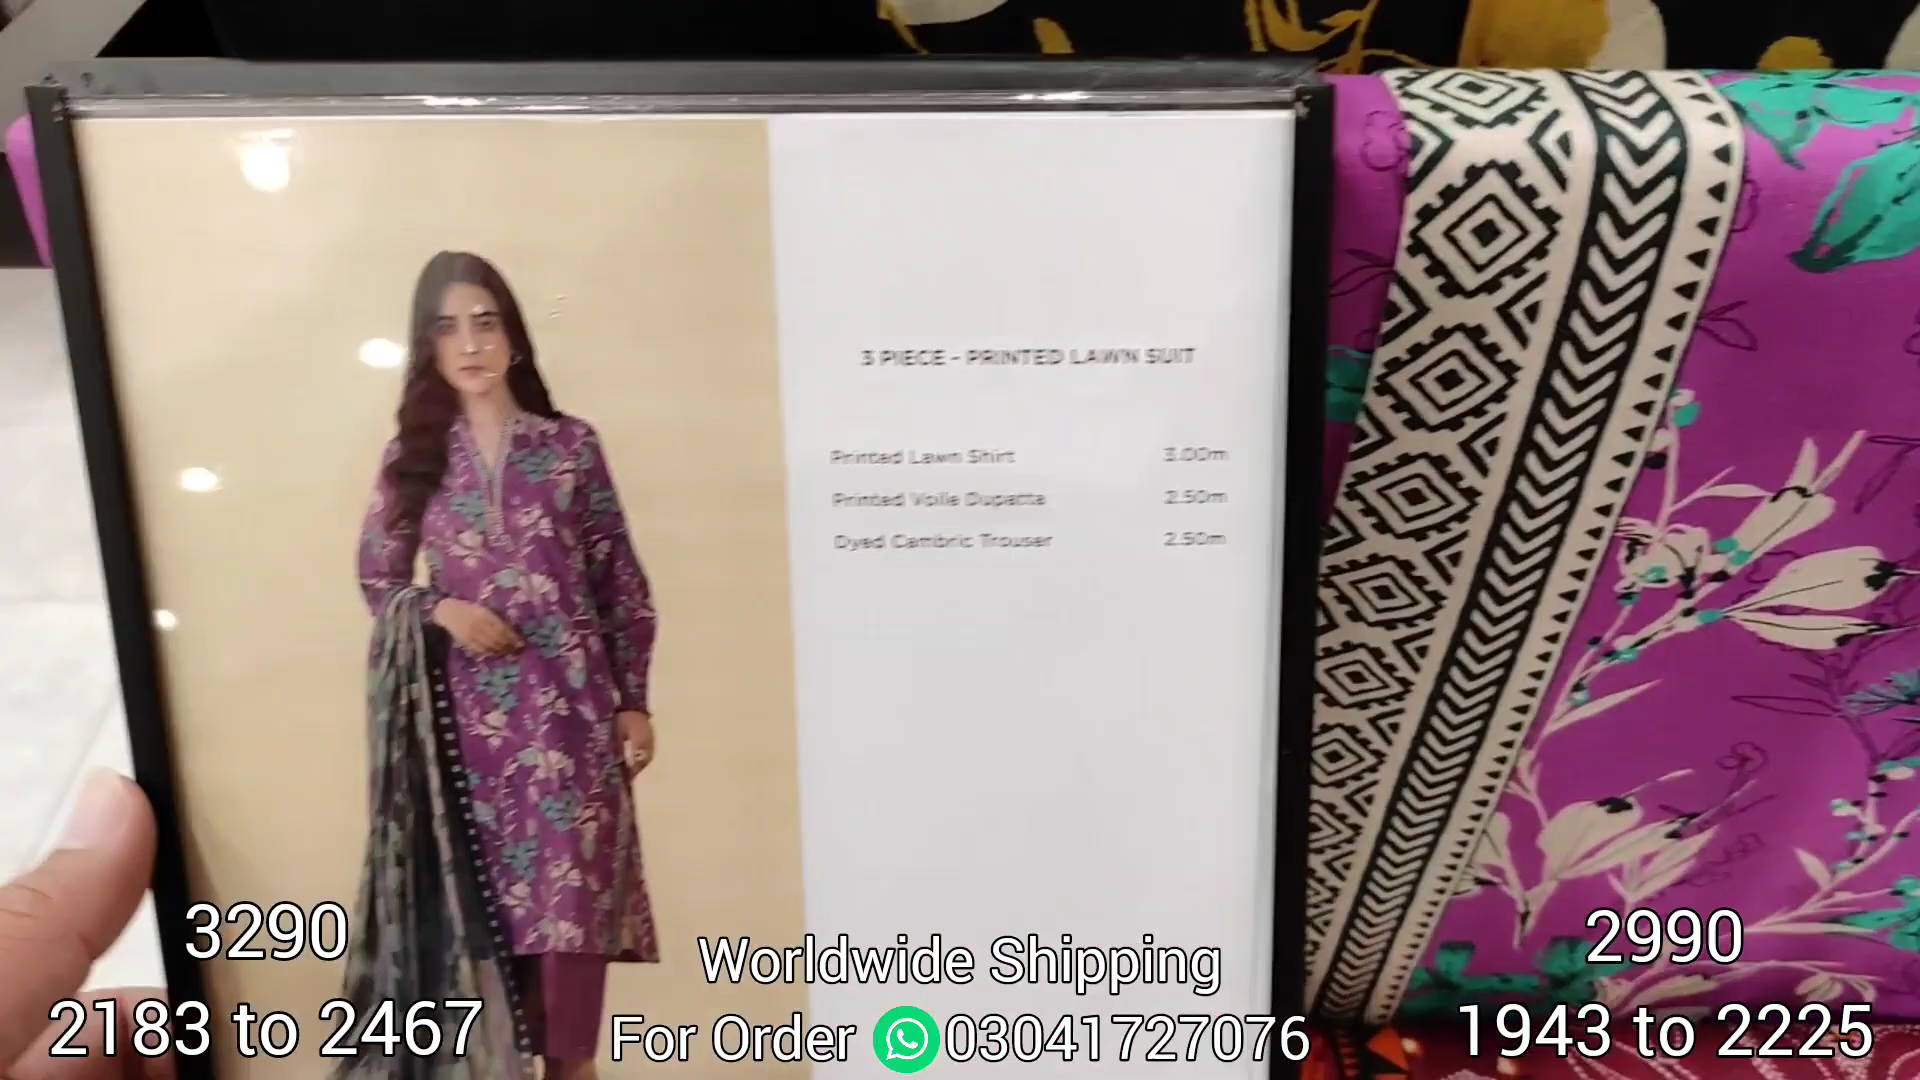 3 PIECE - PRINTED LAWN SUIT
Printed Lawn Shirt 3.00m
Printed Voile Dupatta 2.50m
Dyed Cambric Trouser 2.50m
3290
2183 to 2467
Worldwide Shipping
For Order 03041727076
2990
1943 to 2225